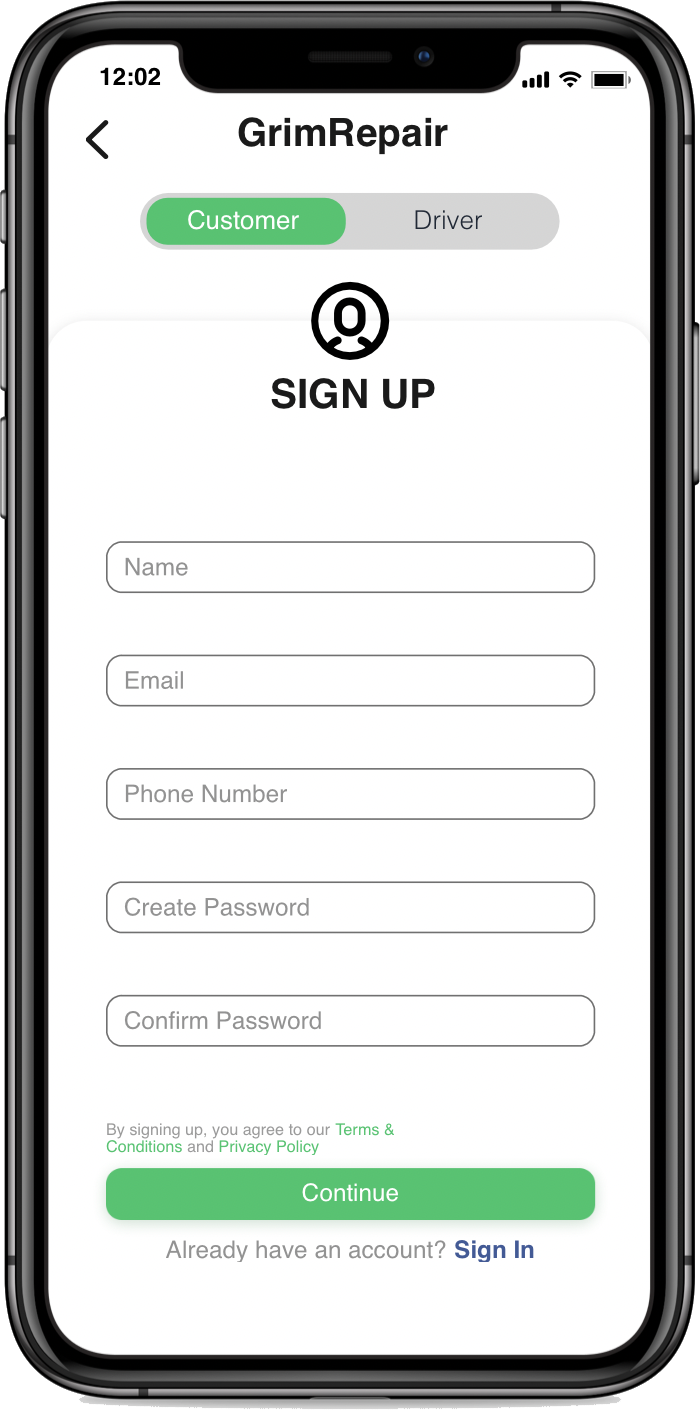 12:02
GrimRepair
Customer Driver
SIGN UP
Name
Email
Phone Number
Create Password
Confirm Password
By signing up, you agree to our Terms &
Conditions and Privacy Policy
Continue
Already have an account? Sign In